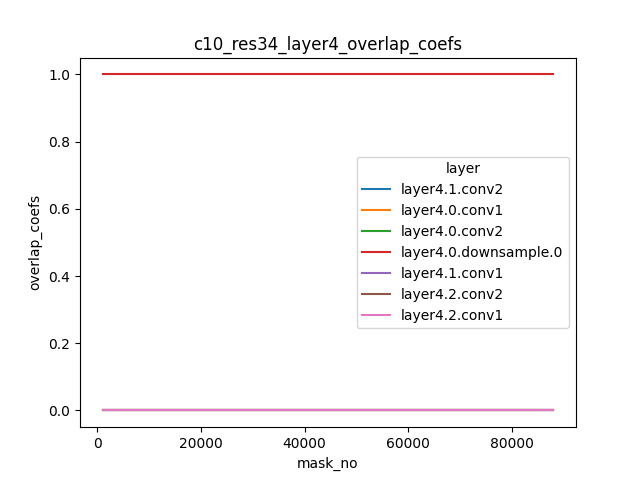 c10_res34_layer4_overlap_coefs
1.0
0.8
0.6
0.4
0.2
0.0
overlap_coefs
layer
layer4.1.conv2
layer4.0.conv1
layer4.0.conv2
layer4.0.downsample.0
layer4.1.conv1
layer4.2.conv2
layer4.2.conv1
0 20000 40000 60000 80000
mask_no